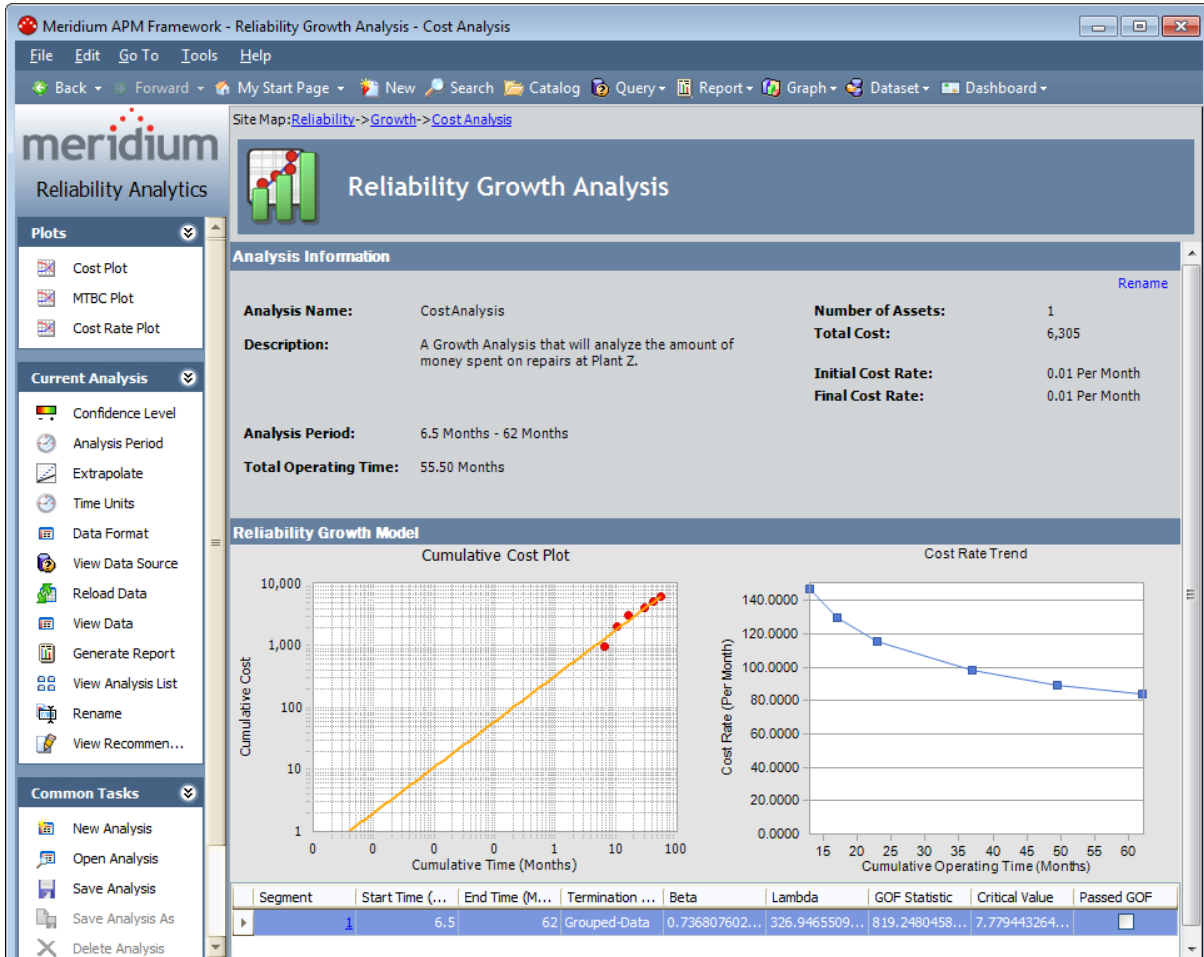 Meridium APM Framework - Reliability Growth Analysis - Cost Analysis
File Edit Go To Tools Help
Back Forward My Start Page New Search Catalog Query Report Graph Dataset Dashboard
meridium
Reliability Analytics
Plots
Cost Plot
MTBC Plot
Cost Rate Plot
Current Analysis
Confidence Level
Analysis Period
Extrapolate
Time Units
Data Format
View Data Source
Reload Data
View Data
Generate Report
View Analysis List
Rename
View Recommen...
Common Tasks
New Analysis
Open Analysis
Save Analysis
Save Analysis As
Delete Analysis
Site Map:Reliability->Growth->Cost Analysis
Reliability Growth Analysis
Analysis Information
Rename
Analysis Name: CostAnalysis
Description: A Growth Analysis that will analyze the amount of
money spent on repairs at Plant Z.
Analysis Period: 6.5 Months - 62 Months
Total Operating Time: 55.50 Months
Number of Assets: 1
Total Cost: 6,305
Initial Cost Rate: 0.01 Per Month
Final Cost Rate: 0.01 Per Month
Reliability Growth Model
Cumulative Cost Plot
Cumulative Cost
10,000
1,000
100
10
1
0 0 0 0 1 10 100
Cumulative Time (Months)
Cost Rate Trend
Cost Rate (Per Month)
140.0000
120.0000
100.0000
80.0000
60.0000
40.0000
20.0000
0.0000
15 20 25 30 35 40 45 50 55 60
Cumulative Operating Time (Months)
Segment Start Time (... End Time (M... Termination ... Beta Lambda GOF Statistic Critical Value Passed GOF
1 6.5 62 Grouped-Data 0.736807602... 326.9465509... 819.2480458... 7.779443264...